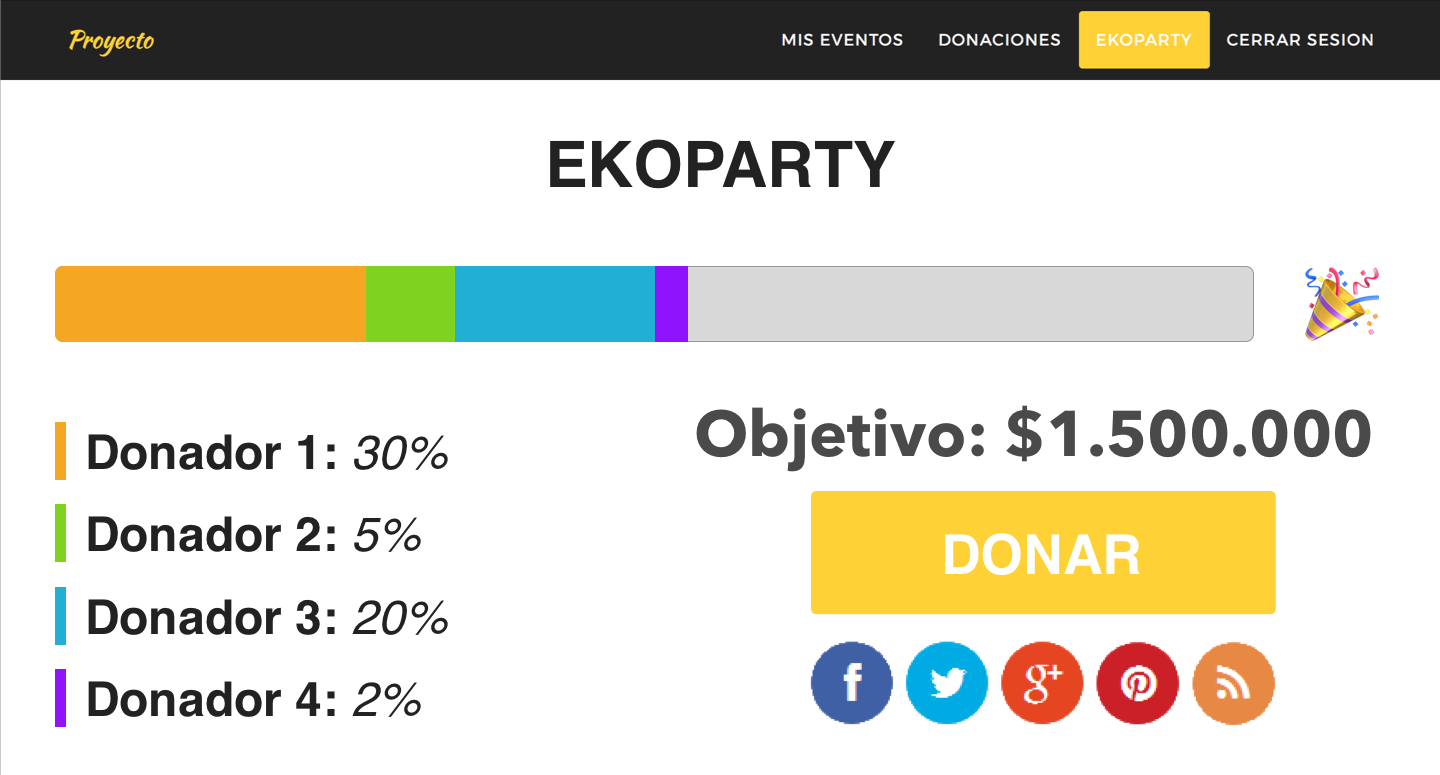 Proyecto
MIS EVENTOS
DONACIONES
EKOPARTY
CERRAR SESION
EKOPARTY
Donador 1: 30%
Donador 2: 5%
Donador 3: 20%
Donador 4: 2%
Objetivo: $1.500.000
DONAR
f
g+